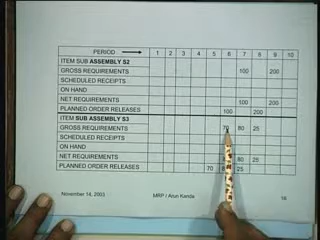 PERIOD 1 2 3 4 5 6 7 8 9 10
ITEM SUB ASSEMBLY S2
GROSS REQUIREMENTS 100 200
SCHEDULED RECEIPTS
ON HAND
NET REQUIREMENTS 100 200
PLANNED ORDER RELEASES 100 200
ITEM SUB ASSEMBLY S3
GROSS REQUIREMENTS 70 80 25
SCHEDULED RECEIPTS
ON HAND
NET REQUIREMENTS 80 25
PLANNED ORDER RELEASES 70 25
November 14, 2003 MRP / Arun Kanda 16